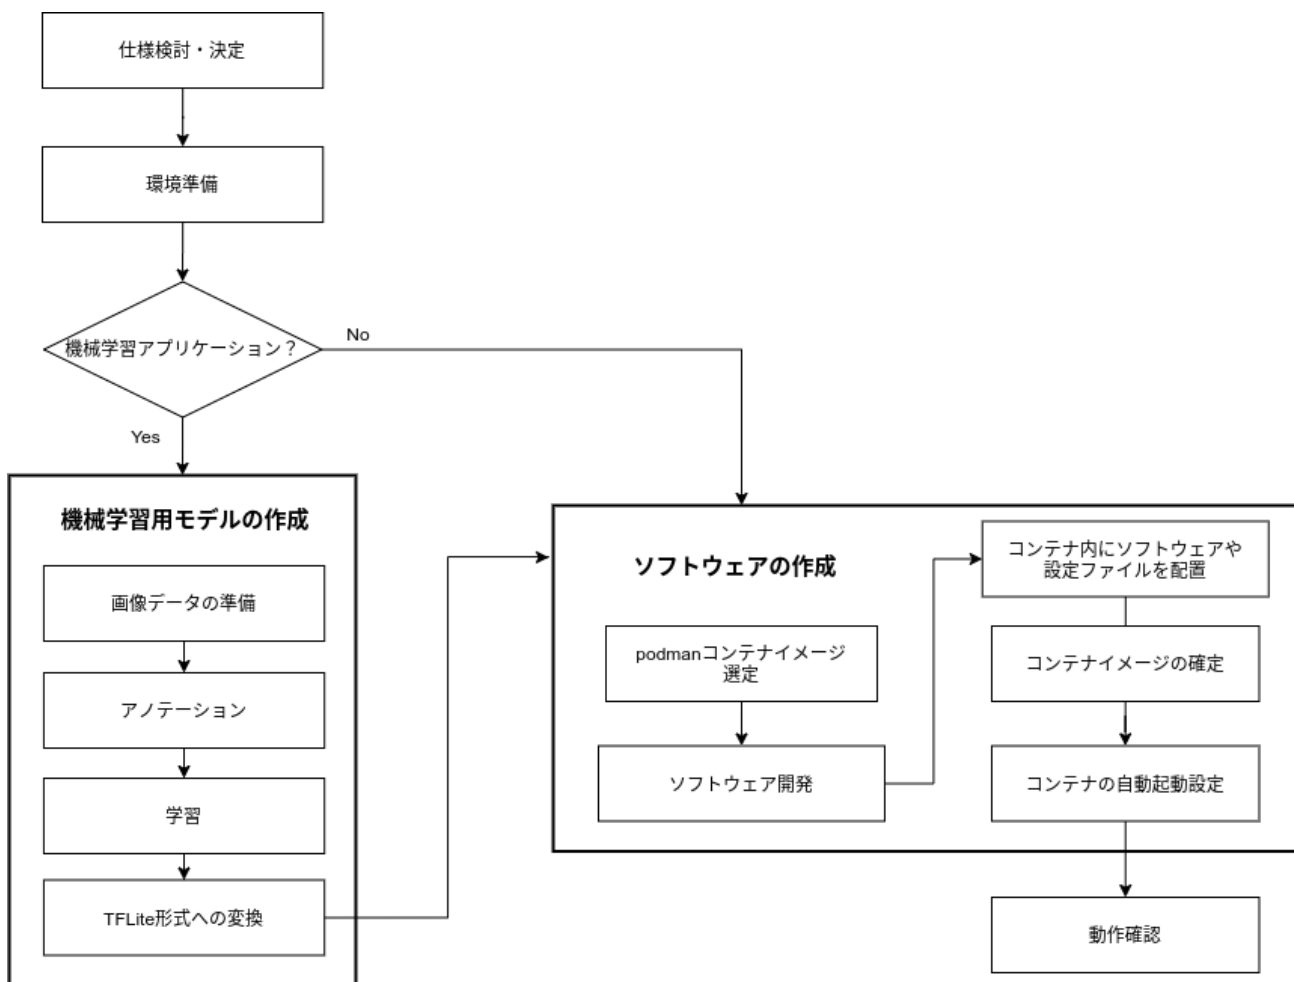 仕様検討・決定
環境準備
機械学習アプリケーション？
No
Yes
機械学習用モデルの作成
画像データの準備
アノテーション
学習
TFLite形式への変換
ソフトウェアの作成
podmanコンテナイメージ
選定
ソフトウェア開発
コンテナ内にソフトウェアや
設定ファイルを配置
コンテナイメージの確定
コンテナの自動起動設定
動作確認